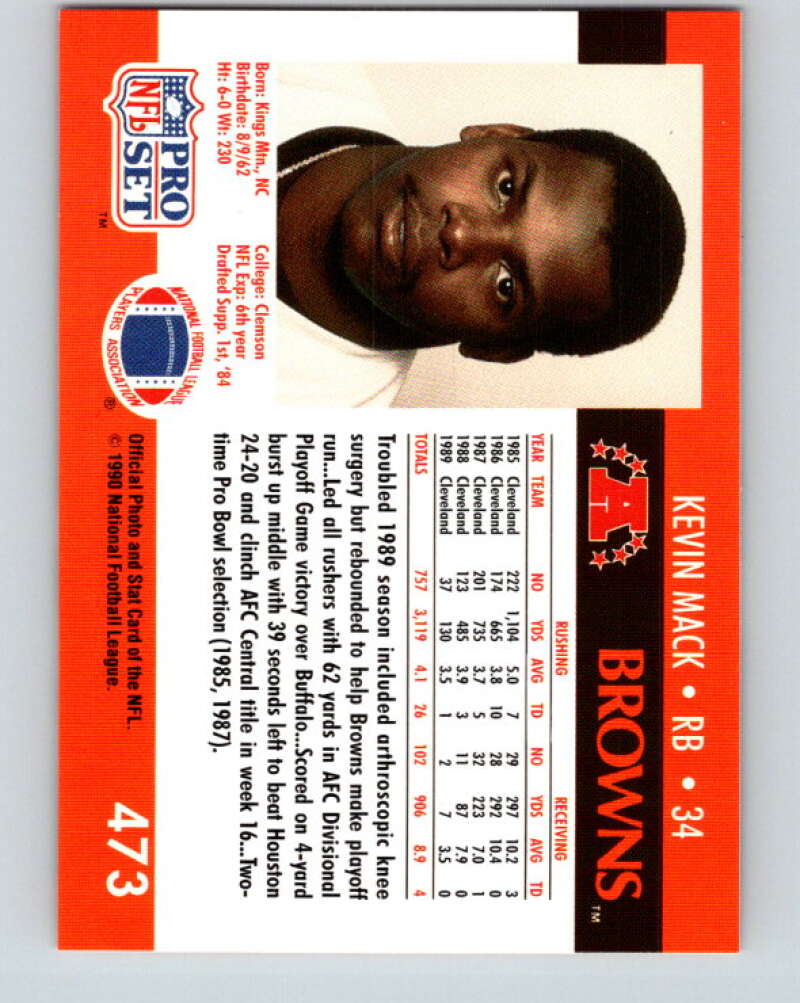 KEVIN MACK • RB • 34
A BROWNS™
Born: Kings Mtn., NC
Birthdate: 8/9/62
Ht: 6-0 Wt: 230
College: Clemson
NFL Exp: 6th year
Drafted Supp. 1st, '84
RUSHING RECEIVING
YEAR TEAM NO YDS AVG TD NO YDS AVG TD
1985 Cleveland 222 1,104 5.0 7 29 297 10.2 3
1986 Cleveland 174 665 3.8 10 28 292 10.4 0
1987 Cleveland 201 735 3.7 5 32 223 7.0 1
1988 Cleveland 123 485 3.9 3 11 87 7.9 0
1989 Cleveland 37 130 3.5 1 2 7 3.5 0
TOTALS 757 3,119 4.1 26 102 906 8.9 4
Troubled 1989 season included arthroscopic knee
surgery but rebounded to help Browns make playoff
run...Led all rushers with 62 yards in AFC Divisional
Playoff Game victory over Buffalo...Scored on 4-yard
burst up middle with 39 seconds left to beat Houston
24-20 and clinch AFC Central title in week 16...Two-
time Pro Bowl selection (1985, 1987).
NFL PRO
SET
™
NATIONAL FOOTBALL LEAGUE
PLAYERS ASSOCIATION
®
Official Photo and Stat Card of the NFL.
© 1990 National Football League.
473